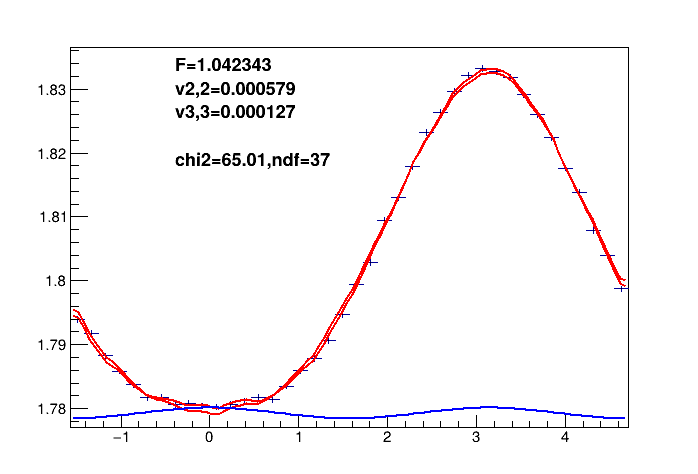 F=1.042343
v2,2=0.000579
v3,3=0.000127
chi2=65.01,ndf=37
1.83
1.82
1.81
1.8
1.79
1.78
−1 0 1 2 3 4